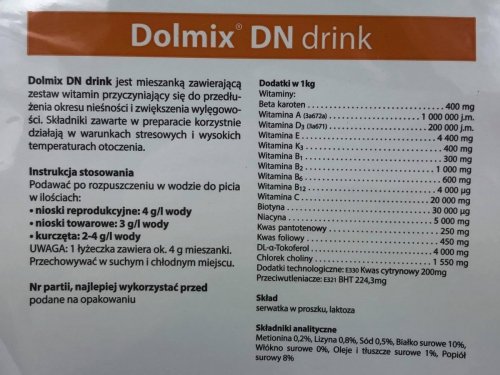 Dolmix® DN drink
Dolmix DN drink jest mieszanką zawierającą
zestaw witamin przyczyniający się do przedłu-
żenia okresu nieśności i zwiększenia wylęgowo-
ści. Składniki zawarte w preparacie korzystnie
działają w warunkach stresowych i wysokich
temperaturach otoczenia.
Instrukcja stosowania
Podawać po rozpuszczeniu w wodzie do picia
w ilościach:
• nioski reprodukcyjne: 4 g/l wody
• nioski towarowe: 3 g/l wody
• kurczęta: 2-4 g/l wody
UWAGA: 1 łyżeczka zawiera ok. 4 g mieszanki.
Przechowywać w suchym i chłodnym miejscu.
Nr partii, najlepiej wykorzystać przed
podane na opakowaniu
Dodatki w 1kg
Witaminy:
Beta karoten 400 mg
Witamina A (3a672a) 1 000 000 j.m.
Witamina D3 (3a671) 200 000 j.m.
Witamina E 4 400 mg
Witamina K3 400 mg
Witamina B1 300 mg
Witamina B2 1 000 mg
Witamina B6 600 mg
Witamina B12 4 000 µg
Witamina C 20 000 mg
Biotyna 30 000 µg
Niacyna 5 000 mg
Kwas pantotenowy 250 mg
Kwas foliowy 450 mg
DL-α-Tokoferol 4 000 mg
Chlorek choliny 1 550 mg
Dodatki technologiczne: E330 Kwas cytrynowy 200mg
Przeciwutleniacze: E321 BHT 224,3mg
Skład
serwatka w proszku, laktoza
Składniki analityczne
Metionina 0,2%, Lizyna 0,8%, Sód 0,5%, Białko surowe 10%,
Włókno surowe 0%, Oleje i tłuszcze surowe 1%, Popiół
surowy 8%